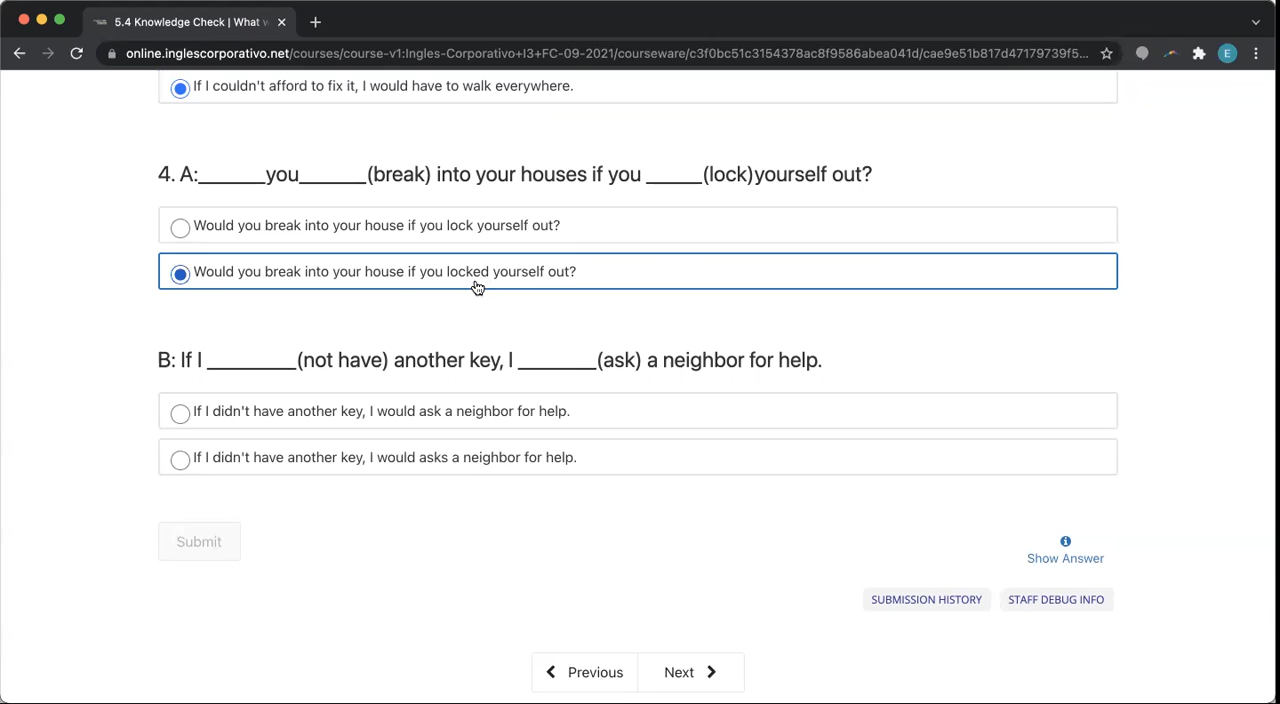 5.4 Knowledge Check | What
online.inglescorporativo.net/courses/course-v1:Ingles-Corporativo+I3+FC-09-2021/courseware/c3f0bc51c3154378ac8f9586abea041d/cae9e51b817d47179739f5...
E
If I couldn't afford to fix it, I would have to walk everywhere.
4. A:_______you_______(break) into your houses if you ______(lock)yourself out?
Would you break into your house if you lock yourself out?
Would you break into your house if you locked yourself out?
B: If I _________(not have) another key, I ________(ask) a neighbor for help.
If I didn't have another key, I would ask a neighbor for help.
If I didn't have another key, I would asks a neighbor for help.
Submit
Show Answer
SUBMISSION HISTORY STAFF DEBUG INFO
Previous Next